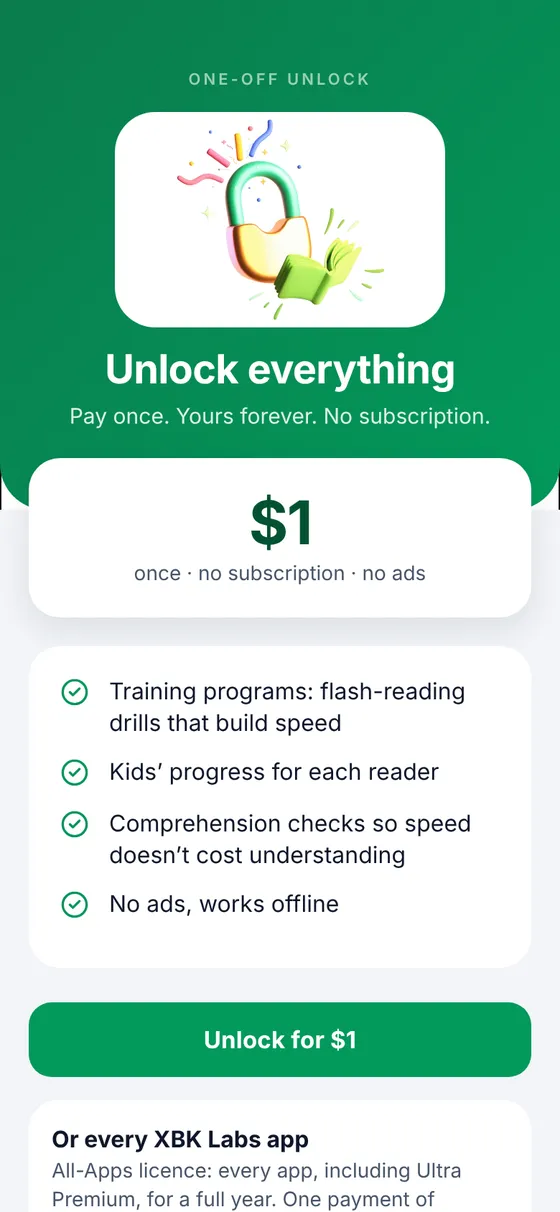 ONE-OFF UNLOCK
Unlock everything
Pay once. Yours forever. No subscription.
$1
once · no subscription · no ads
Training programs: flash-reading
drills that build speed
Kids’ progress for each reader
Comprehension checks so speed
doesn’t cost understanding
No ads, works offline
Unlock for $1
Or every XBK Labs app
All-Apps licence: every app, including Ultra
Premium, for a full year. One payment of